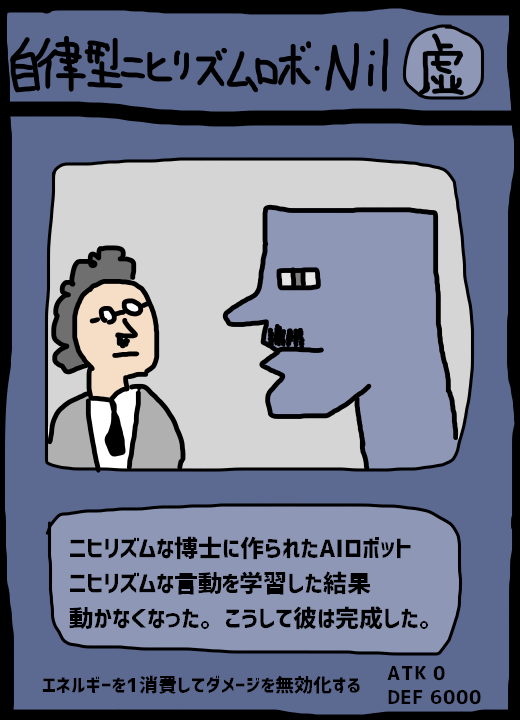 自律型ニヒリズムロボ・Nil 虚
ニヒリズムな博士に作られたAIロボット
ニヒリズムな言動を学習した結果
動かなくなった。こうして彼は完成した。
エネルギーを1消費してダメージを無効化する
ATK 0
DEF 6000